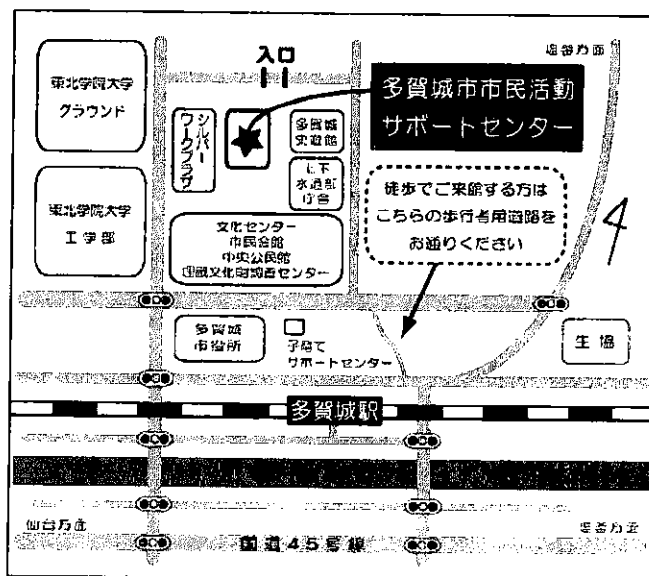 入口
塩釜方面
東北学院大学
グラウンド
シルバー
ワークプラザ
多賀城
史遊館
多賀城市市民活動
サポートセンター
上下
水道部
庁舎
東北学院大学
工学部
徒歩でご来館する方は
こちらの歩行者用道路を
お通りください
文化センター
市民会館
中央公民館
埋蔵文化財調査センター
多賀城
市役所
子育て
サポートセンター
生協
多賀城駅
仙台方面
国道45号線
塩釜方面